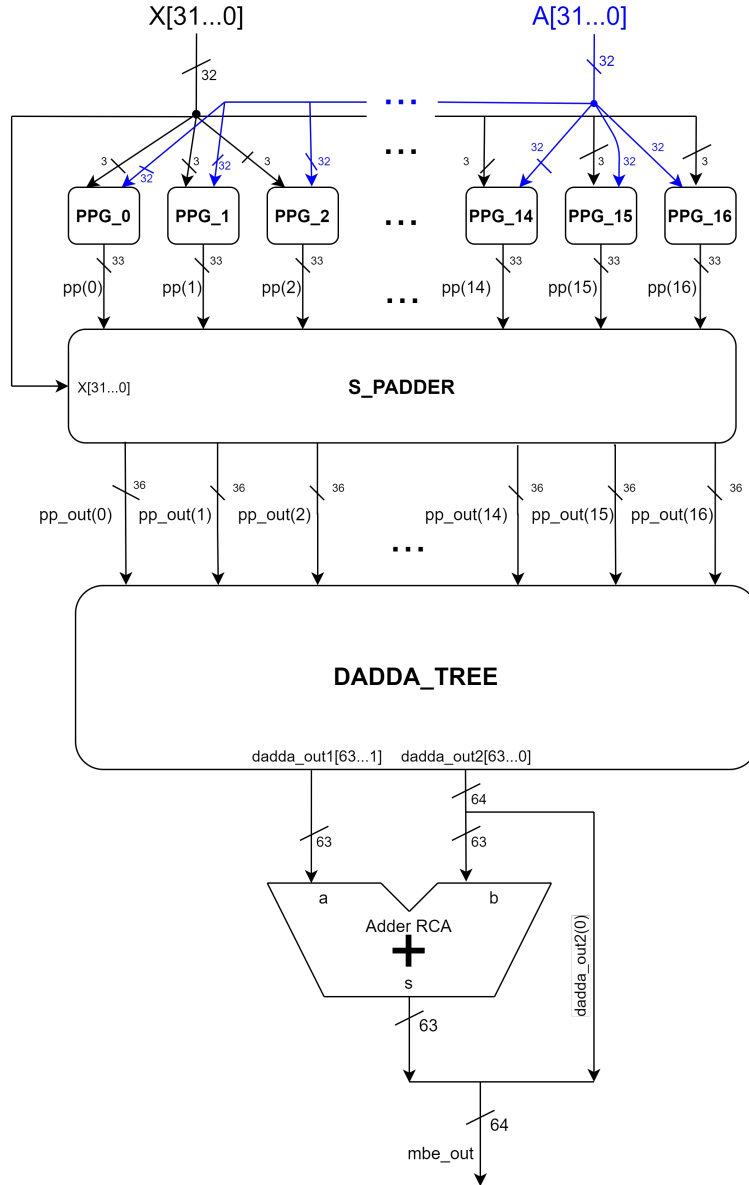 X[31...0]
A[31...0]
32
32
...
...
3
32
3
32
3
32
3
32
3
32
32
3
PPG_0
PPG_1
PPG_2
...
PPG_14
PPG_15
PPG_16
33
33
33
33
33
33
pp(0)
pp(1)
pp(2)
...
pp(14)
pp(15)
pp(16)
X[31...0]
S_PADDER
36
36
36
36
36
36
pp_out(0)
pp_out(1)
pp_out(2)
...
pp_out(14)
pp_out(15)
pp_out(16)
DADDA_TREE
dadda_out1[63...1]
dadda_out2[63...0]
64
63
63
a
b
Adder RCA
+
s
dadda_out2(0)
63
64
mbe_out